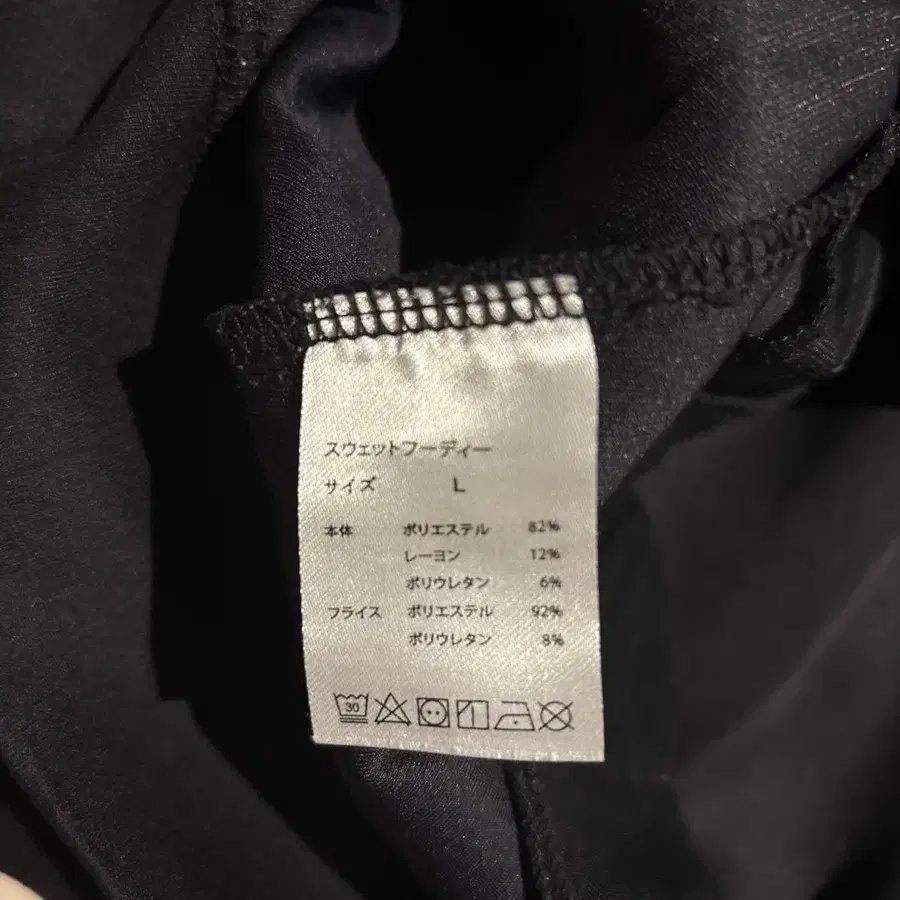 スウェットフーディー
サイズ L
本体 ポリエステル 82%
レーヨン 12%
ポリウレタン 6%
フライス ポリエステル 92%
ポリウレタン 8%
30